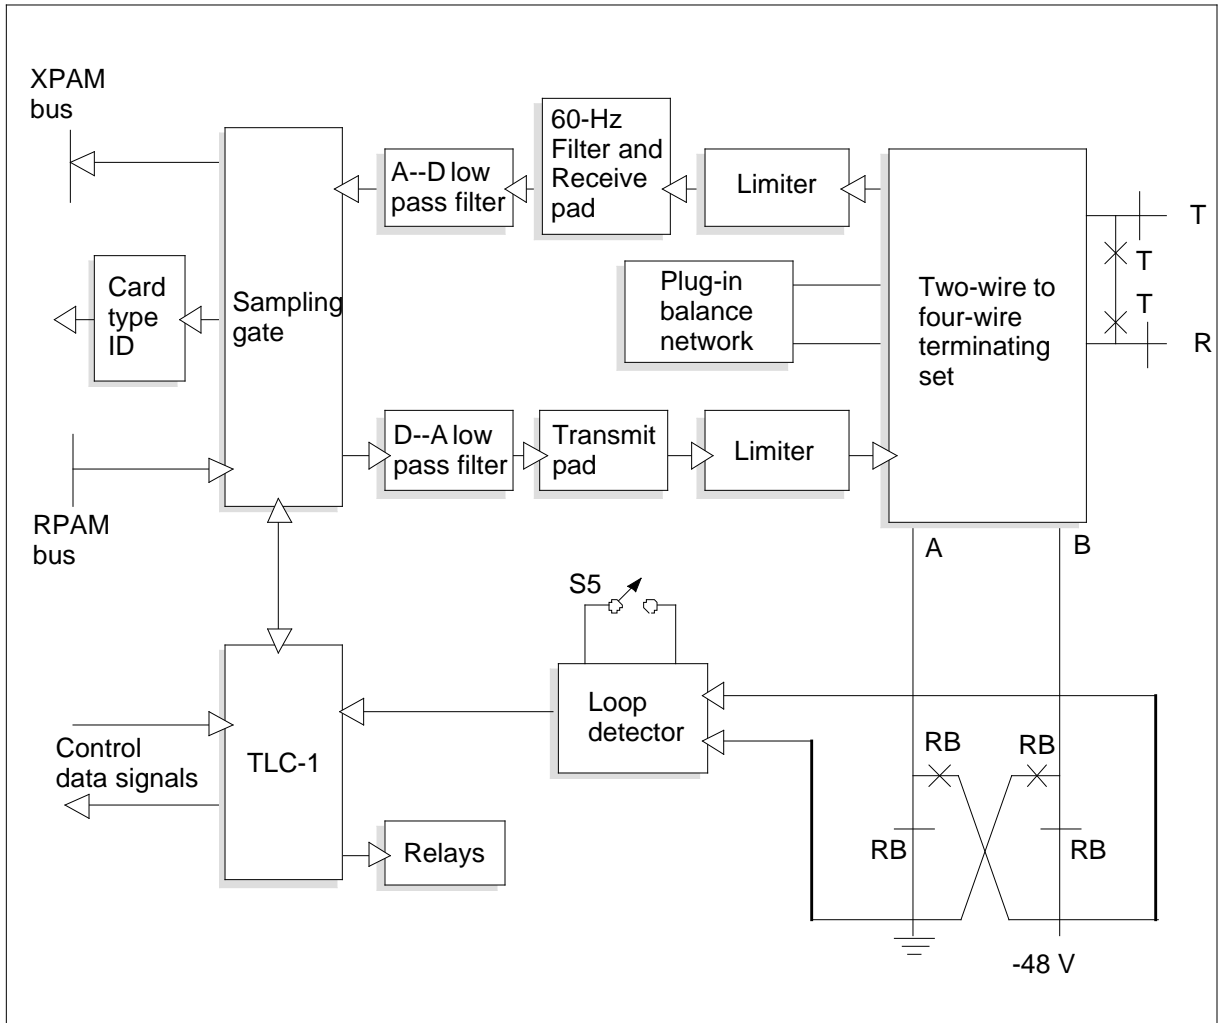 XPAM
bus
60-Hz
Filter and
Receive
pad
A--D low
pass filter
Limiter
T
T
Card
type
ID
Sampling
gate
Plug-in
balance
network
Two-wire to
four-wire
terminating
set
T
R
D--A low
pass filter
Transmit
pad
Limiter
RPAM
bus
A
B
S5
Loop
detector
Control
data signals
TLC-1
RB
RB
RB
RB
Relays
-48 V